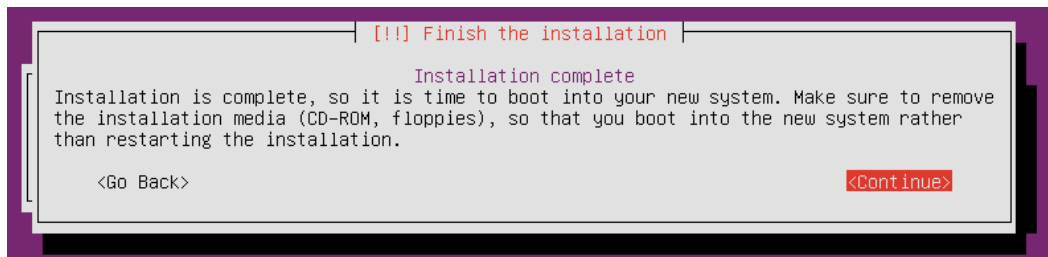 [!!] Finish the installation
Installation complete
Installation is complete, so it is time to boot into your new system. Make sure to remove
the installation media (CD-ROM, floppies), so that you boot into the new system rather
than restarting the installation.
<Go Back> <Continue>